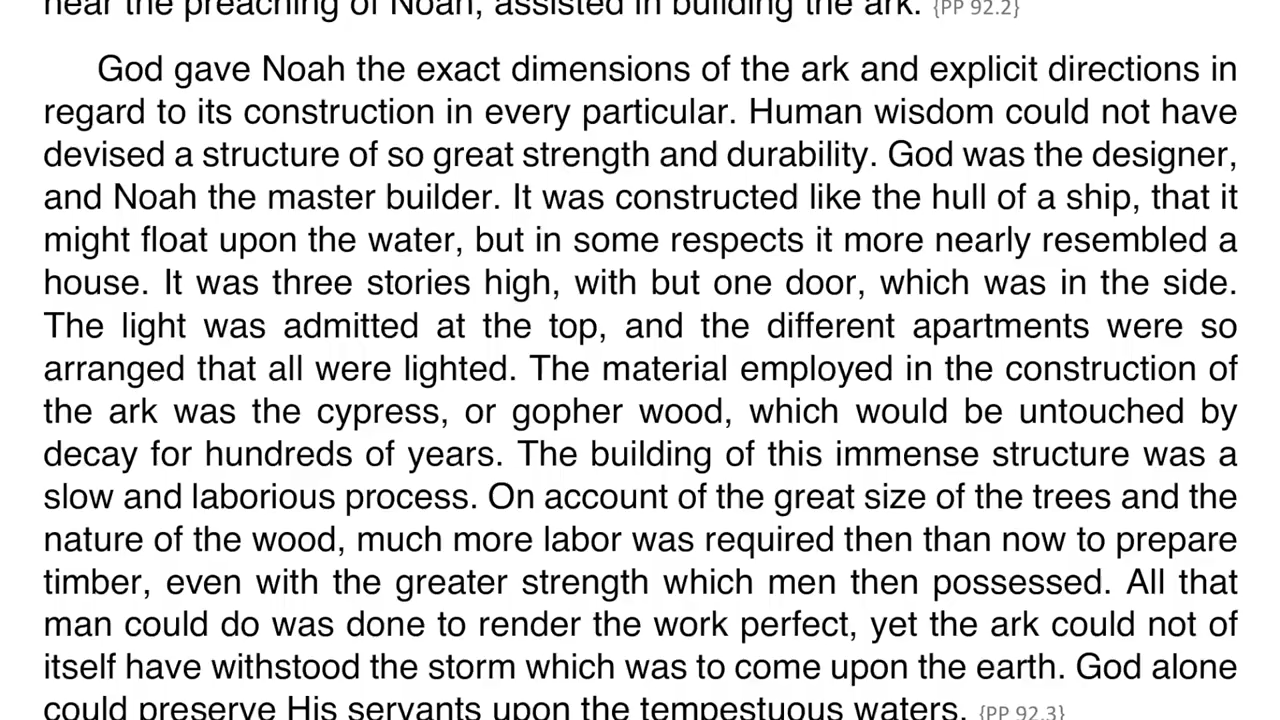 hear the preaching of Noah, assisted in building the ark. {PP 92.2}
God gave Noah the exact dimensions of the ark and explicit directions in
regard to its construction in every particular. Human wisdom could not have
devised a structure of so great strength and durability. God was the designer,
and Noah the master builder. It was constructed like the hull of a ship, that it
might float upon the water, but in some respects it more nearly resembled a
house. It was three stories high, with but one door, which was in the side.
The light was admitted at the top, and the different apartments were so
arranged that all were lighted. The material employed in the construction of
the ark was the cypress, or gopher wood, which would be untouched by
decay for hundreds of years. The building of this immense structure was a
slow and laborious process. On account of the great size of the trees and the
nature of the wood, much more labor was required then than now to prepare
timber, even with the greater strength which men then possessed. All that
man could do was done to render the work perfect, yet the ark could not of
itself have withstood the storm which was to come upon the earth. God alone
could preserve His servants upon the tempestuous waters. {PP 92.3}